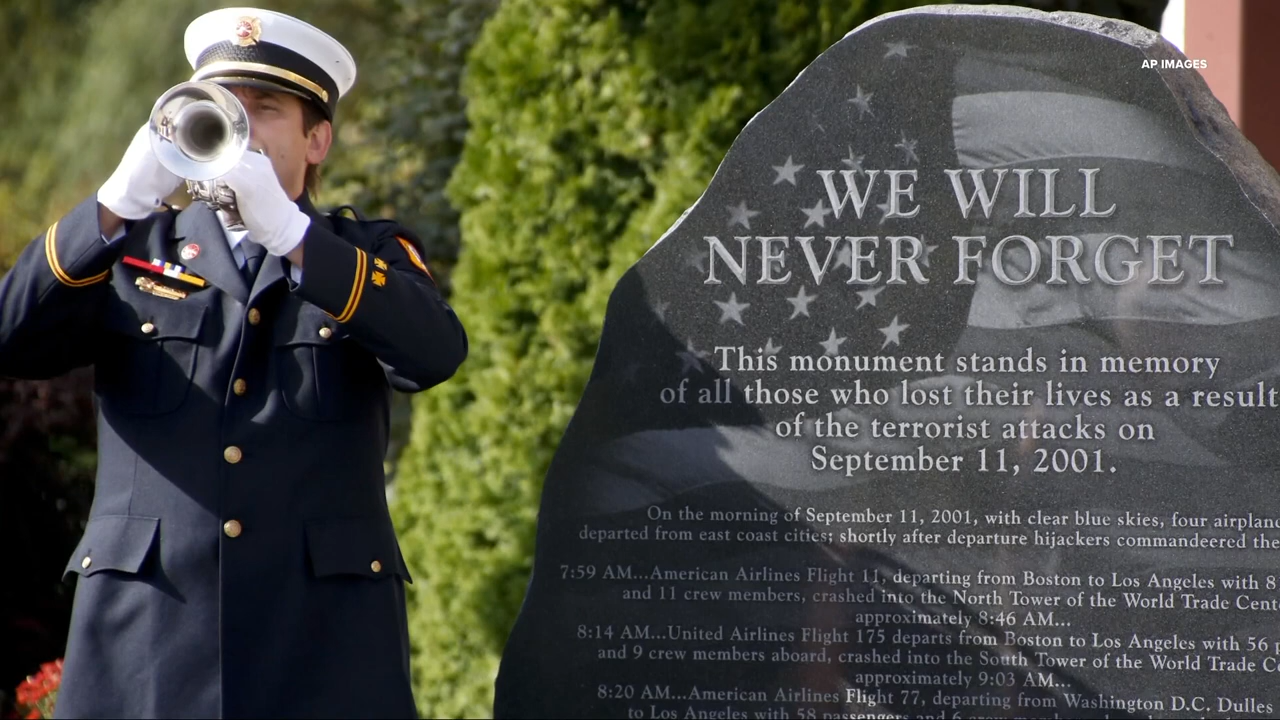 AP IMAGES
WE WILL
NEVER FORGET
This monument stands in memory
of all those who lost their lives as a result
of the terrorist attacks on
September 11, 2001.
On the morning of September 11, 2001, with clear blue skies, four airplan
departed from east coast cities; shortly after departure hijackers commandeered the
7:59 AM...American Airlines Flight 11, departing from Boston to Los Angeles with 8
and 11 crew members, crashed into the North Tower of the World Trade Cent
approximately 8:46 AM...
8:14 AM...United Airlines Flight 175 departs from Boston to Los Angeles with 56 p
and 9 crew members aboard, crashed into the South Tower of the World Trade Ce
approximately 9:03 AM...
8:20 AM...American Airlines Flight 77, departing from Washington D.C. Dulles
to Los Angeles with 58 passengers and 6 crew